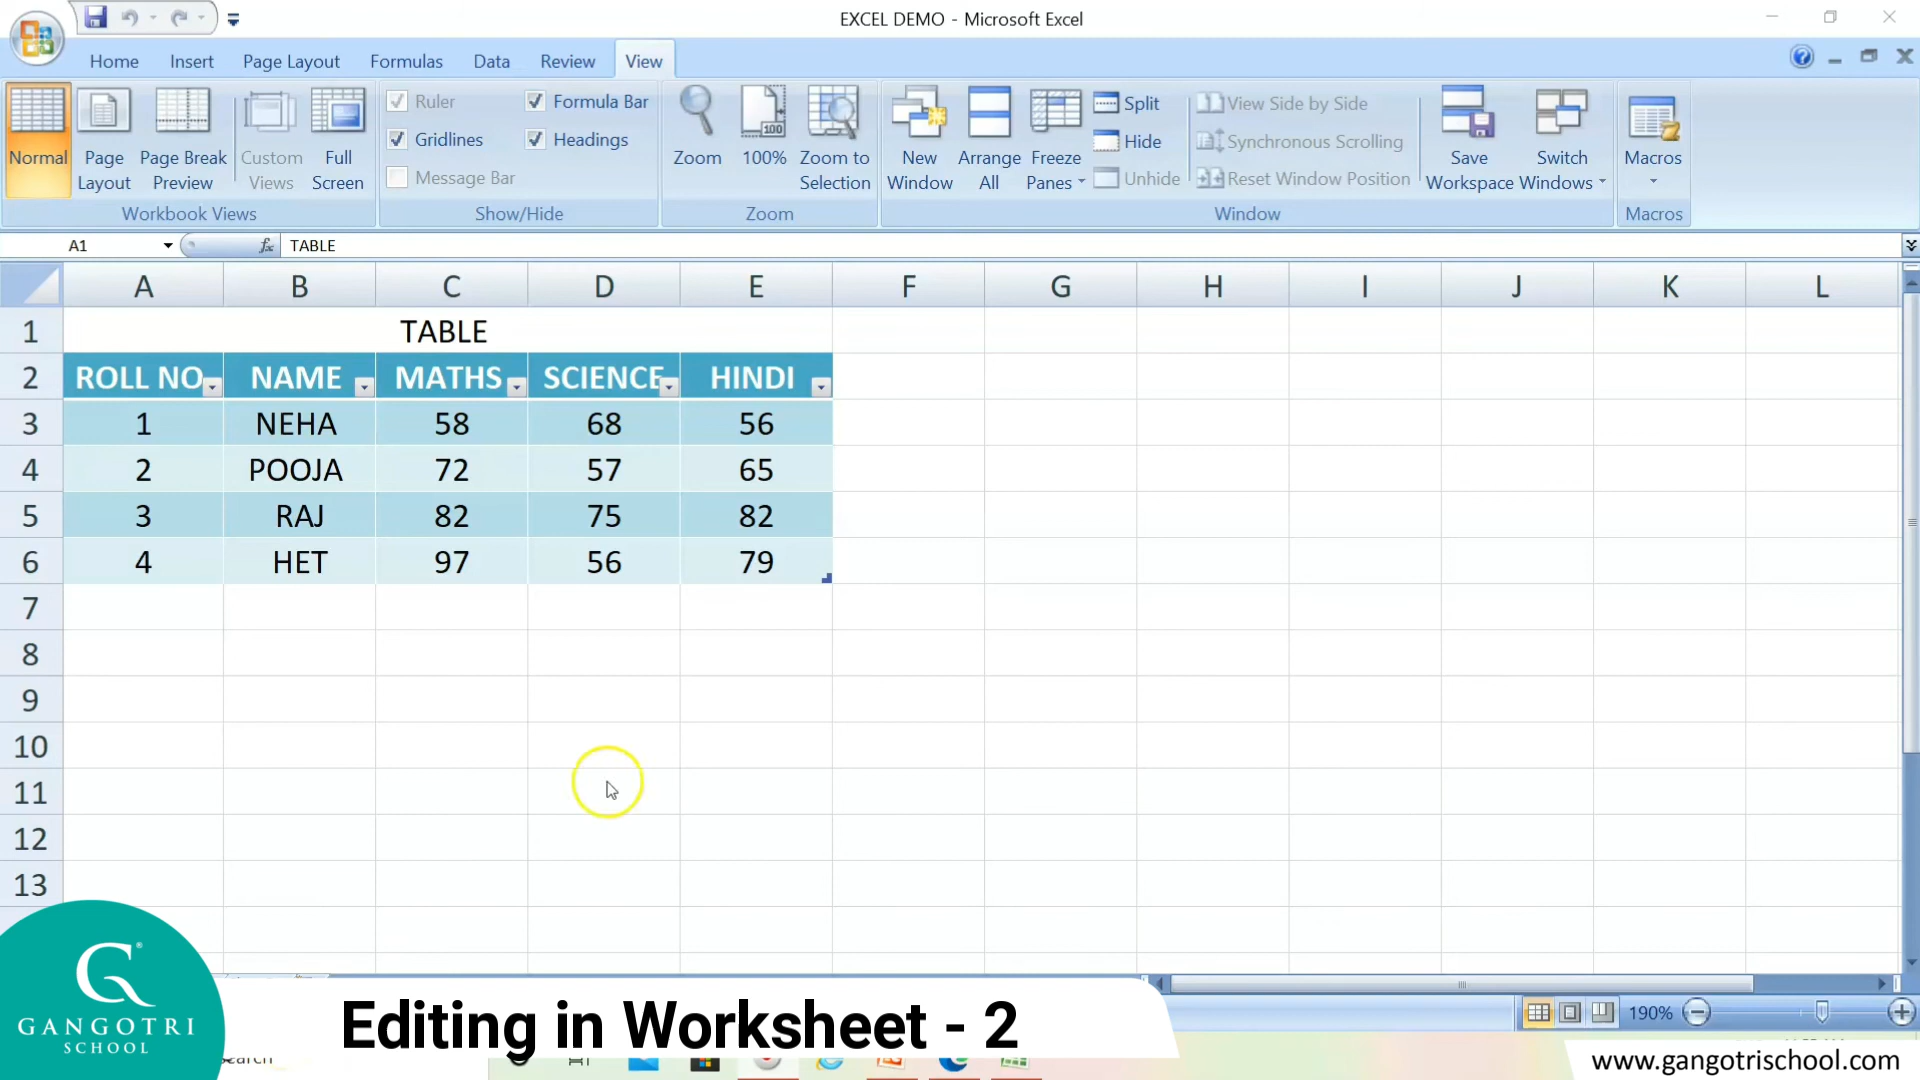 EXCEL DEMO - Microsoft Excel
Home Insert Page Layout Formulas Data Review View
Normal Page Layout Page Break Preview Custom Views Full Screen
Workbook Views
Ruler Formula Bar
Gridlines Headings
Message Bar
Show/Hide
Zoom 100% Zoom to Selection
Zoom
New Window Arrange All Freeze Panes
Split View Side by Side
Hide Synchronous Scrolling
Unhide Reset Window Position
Save Workspace Switch Windows
Window
Macros
Macros
A1 fx TABLE
A B C D E F G H I J K L
1 TABLE
2 ROLL NO NAME MATHS SCIENCE HINDI
3 1 NEHA 58 68 56
4 2 POOJA 72 57 65
5 3 RAJ 82 75 82
6 4 HET 97 56 79
7
8
9
10
11
12
13
190%
GANGOTRI
SCHOOL
Editing in Worksheet - 2
www.gangotrischool.com